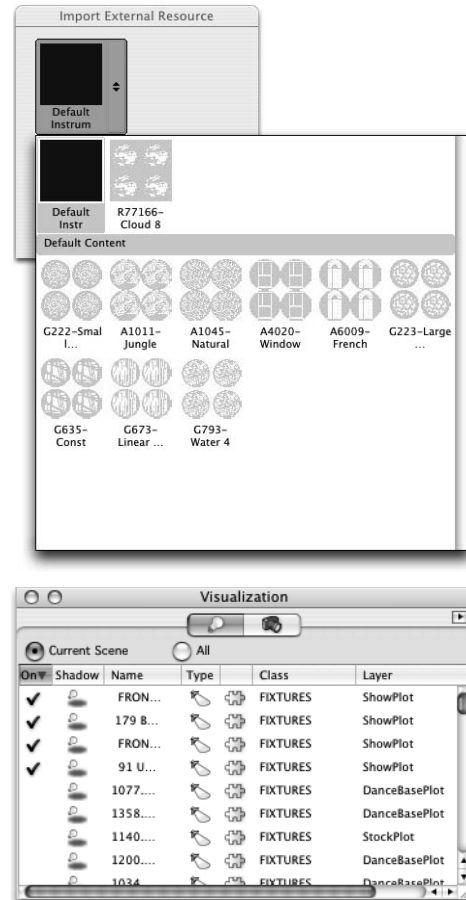 Import External Resource
Default
Instrum
Default
Instr
R77166-
Cloud 8
Default Content
G222-Smal
l...
A1011-
Jungle
A1045-
Natural
A4020-
Window
A6009-
French
G223-Large
...
G635-
Const
G673-
Linear ...
G793-
Water 4
Visualization
Current Scene All
On Shadow Name Type Class Layer
FRON... FIXTURES ShowPlot
179 B... FIXTURES ShowPlot
FRON... FIXTURES ShowPlot
91 U... FIXTURES ShowPlot
1077.... FIXTURES DanceBasePlot
1358.... FIXTURES DanceBasePlot
1140.... FIXTURES StockPlot
1200.... FIXTURES DanceBasePlot
1034 FIXTURES DanceBasePlot